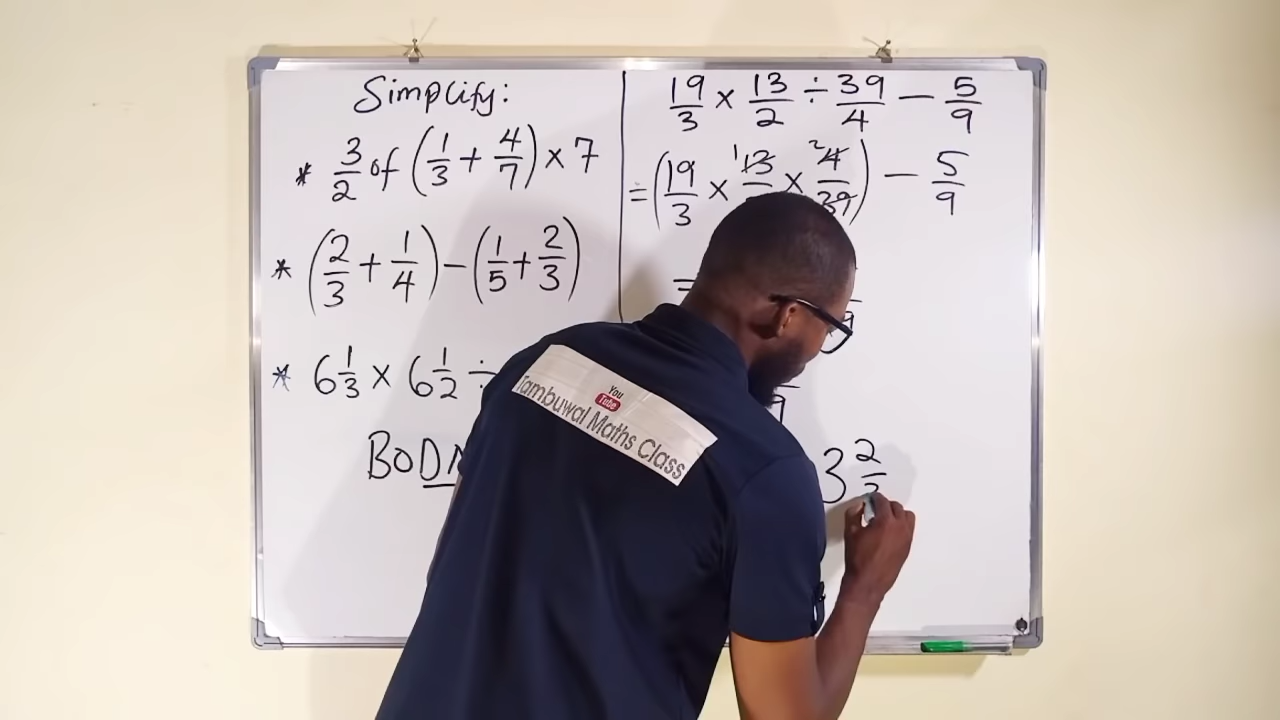 Simplify:
* 3/2 of (1/3 + 4/7) × 7
* (2/3 + 1/4) − (1/5 + 2/3)
* 6 1/3 × 6 1/2 ÷
BOD
19/3 × 13/2 ÷ 39/4 − 5/9
= (19/3 × 13/ × 4/39) − 5/9
1 2
=
9
9
3 2/
You
Tube
Tambuwal Maths Class